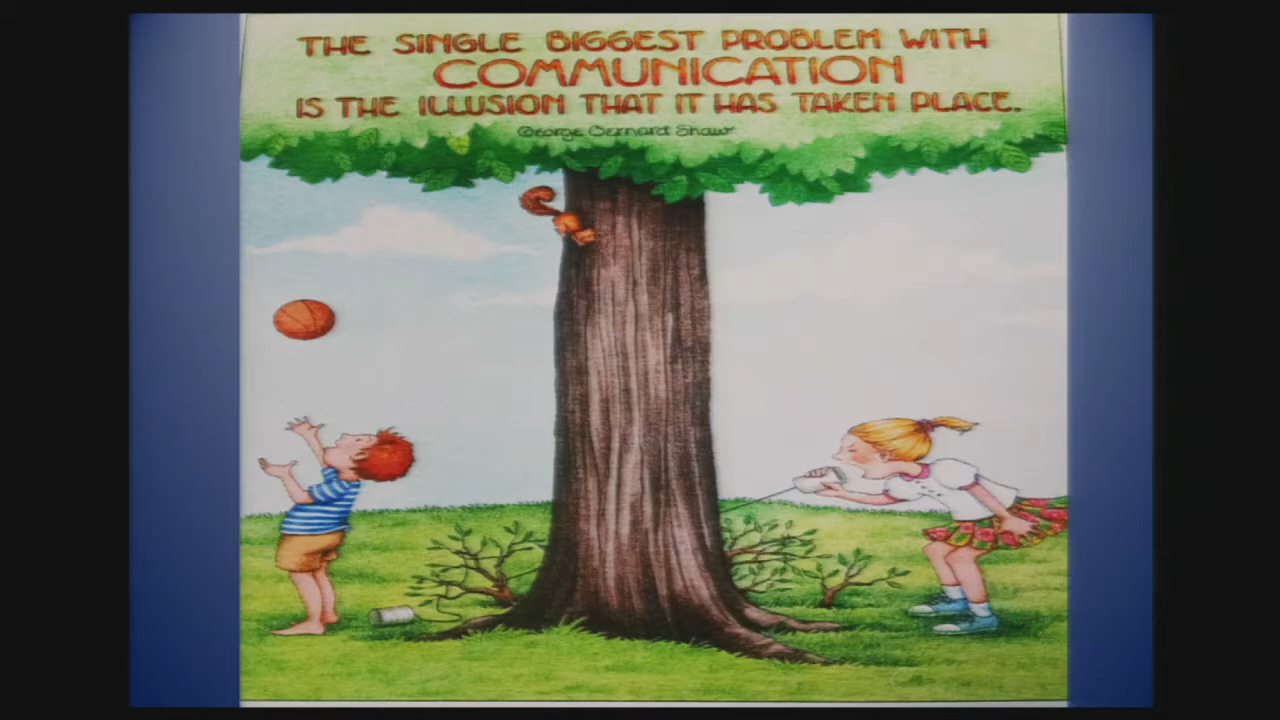 THE SINGLE BIGGEST PROBLEM WITH
COMMUNICATION
IS THE ILLUSION THAT IT HAS TAKEN PLACE.
George Bernard Shaw